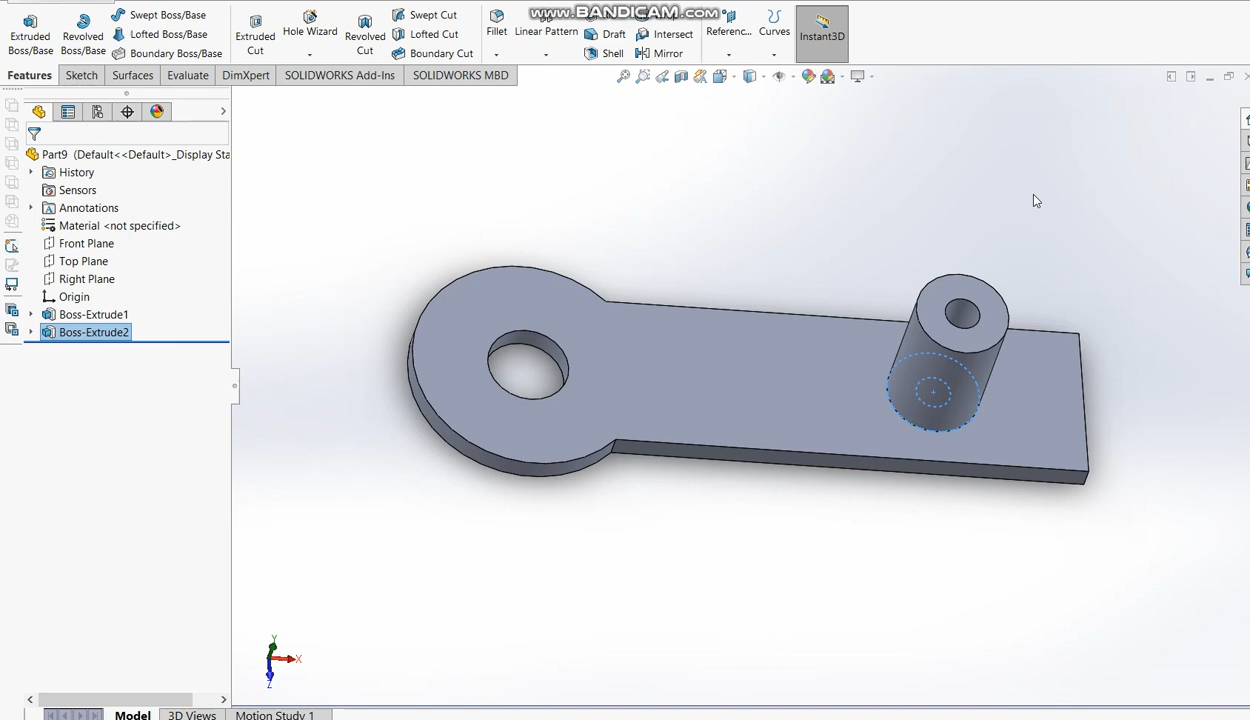 www.BANDICAM.com
Extruded Boss/Base
Revolved Boss/Base
Swept Boss/Base
Lofted Boss/Base
Boundary Boss/Base
Extruded Cut
Hole Wizard
Revolved Cut
Swept Cut
Lofted Cut
Boundary Cut
Fillet
Linear Pattern
Draft
Shell
Intersect
Mirror
Referenc...
Curves
Instant3D
Features
Sketch
Surfaces
Evaluate
DimXpert
SOLIDWORKS Add-Ins
SOLIDWORKS MBD
Part9 (Default<<Default>_Display Sta
History
Sensors
Annotations
Material <not specified>
Front Plane
Top Plane
Right Plane
Origin
Boss-Extrude1
Boss-Extrude2
Y
X
Z
Model
3D Views
Motion Study 1